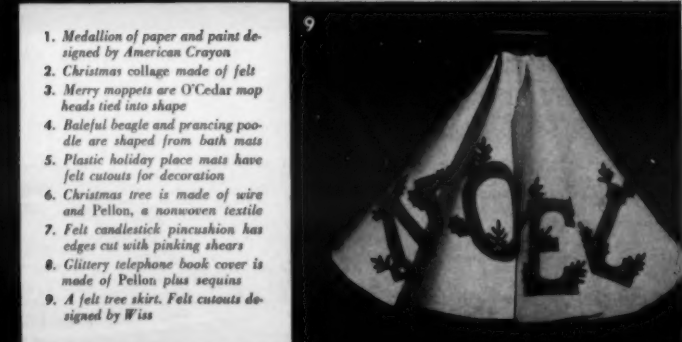 1. Medallion of paper and paint de-
signed by American Crayon
2. Christmas collage made of felt
3. Merry moppets are O'Cedar mop
heads tied into shape
4. Baleful beagle and prancing poo-
dle are shaped from bath mats
5. Plastic holiday place mats have
felt cutouts for decoration
6. Christmas tree is made of wire
and Pellon, a nonwoven textile
7. Felt candlestick pincushion has
edges cut with pinking shears
8. Glittery telephone book cover is
made of Pellon plus sequins
9. A felt tree skirt. Felt cutouts de-
signed by Wiss
9
NOEL